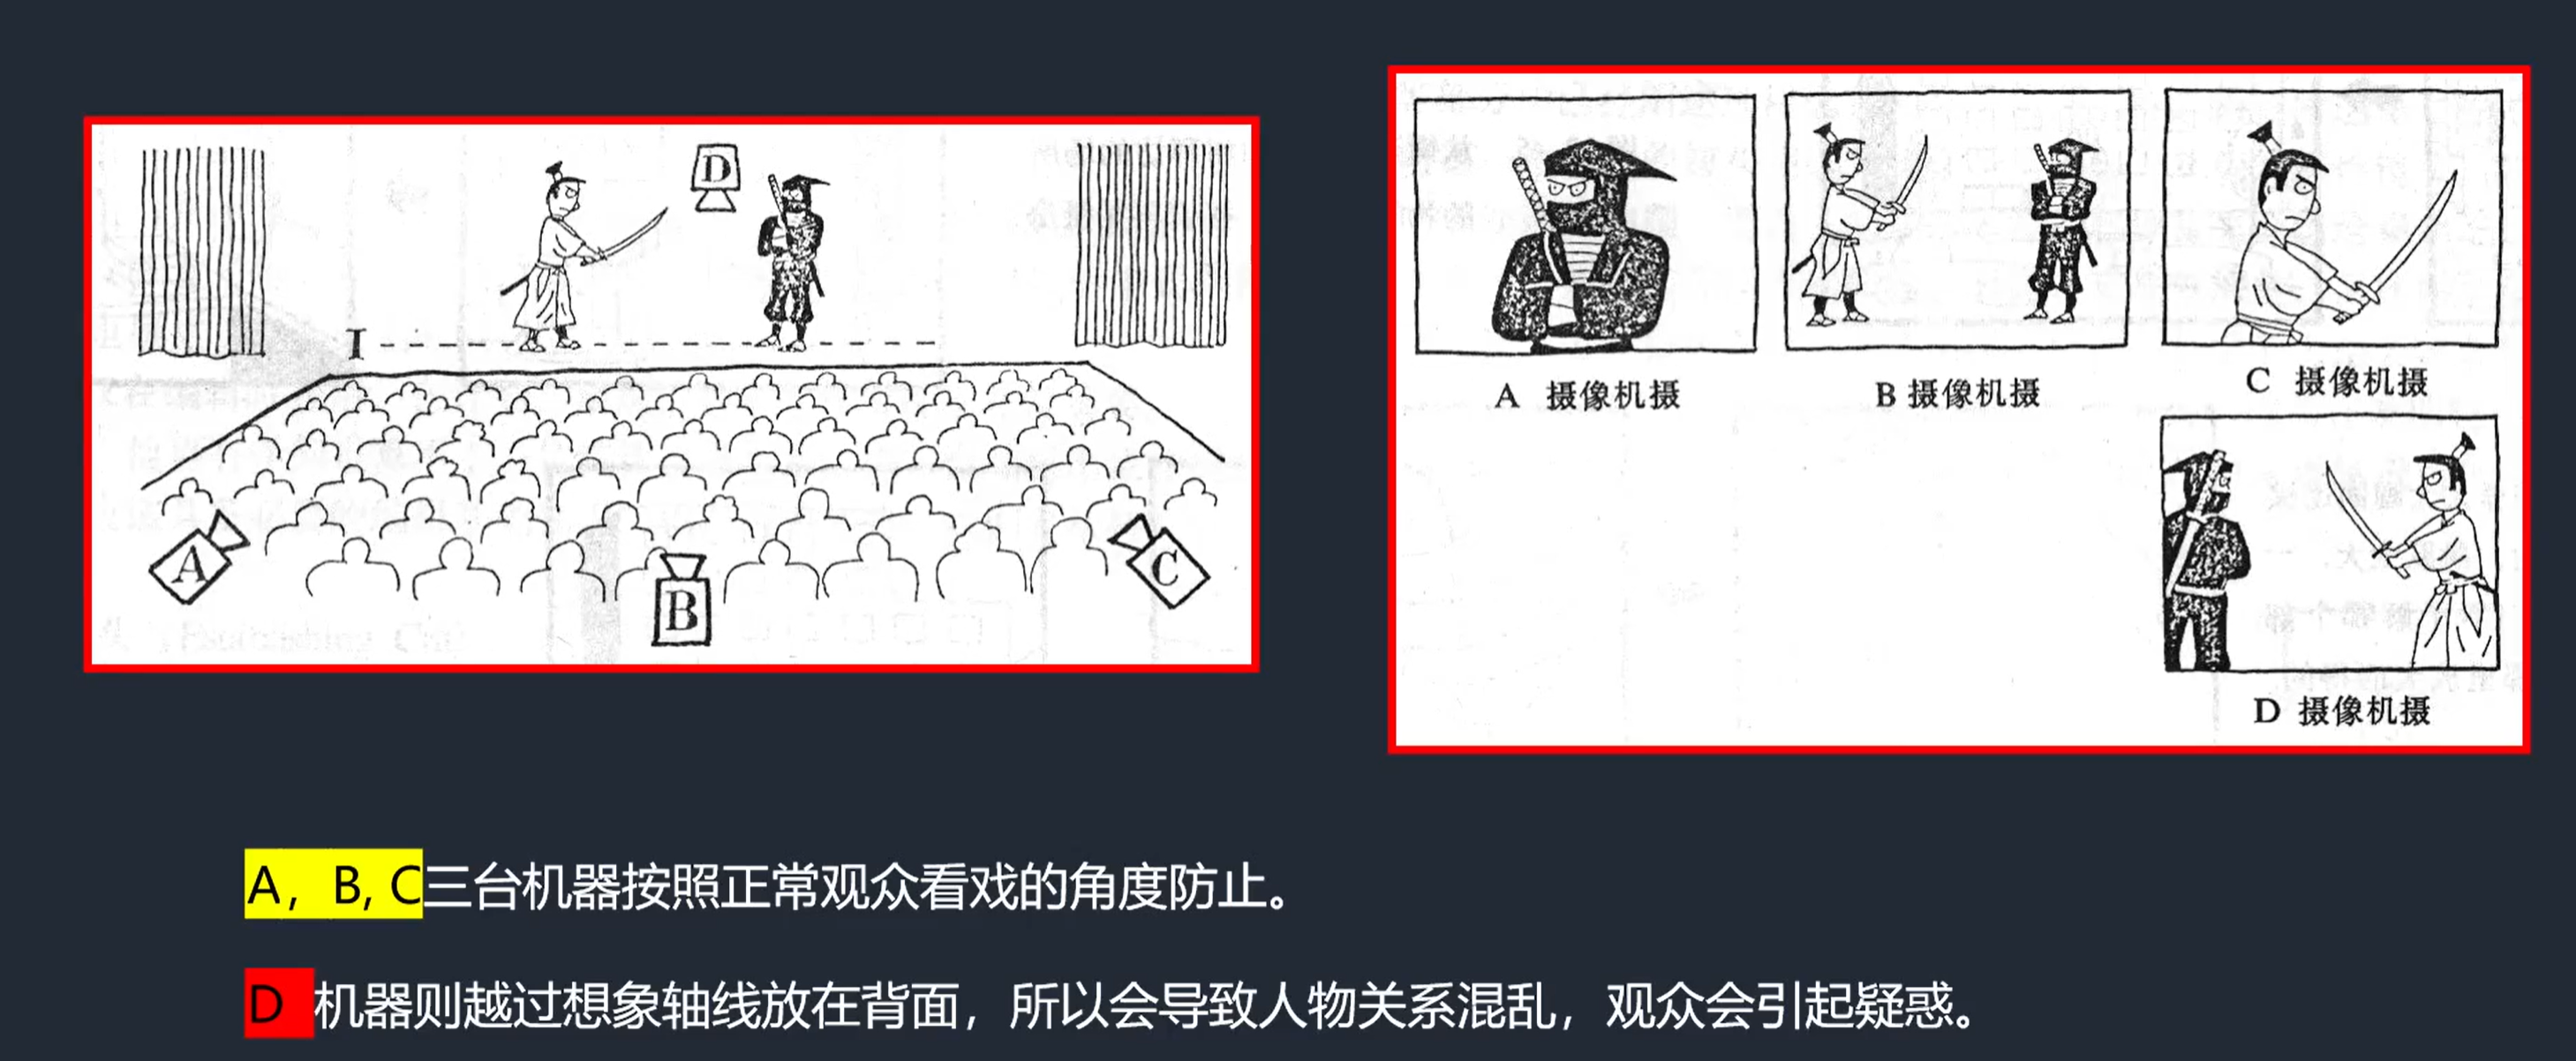 D
I
A
B
C
A 摄像机摄
B 摄像机摄
C 摄像机摄
D 摄像机摄
A，B, C三台机器按照正常观众看戏的角度防止。
D 机器则越过想象轴线放在背面，所以会导致人物关系混乱，观众会引起疑惑。